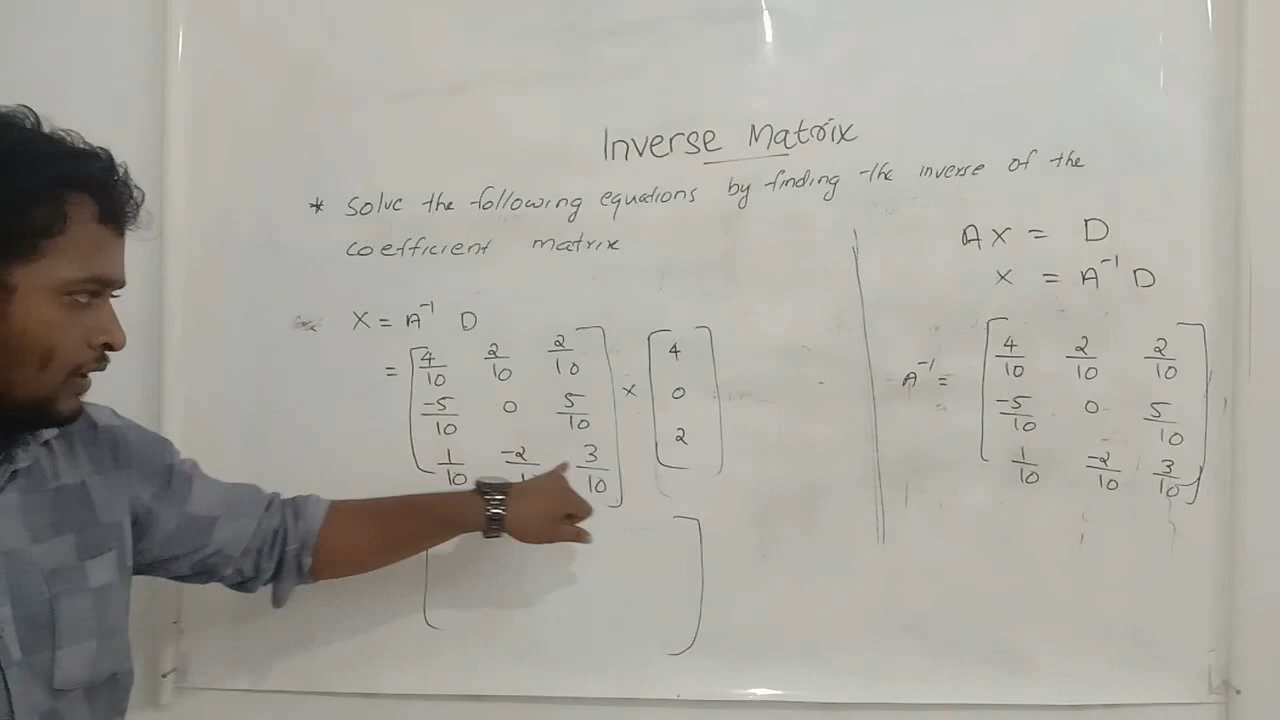 Inverse Matrix
* Solve the following equations by finding the inverse of the
coefficient matrix
X = A⁻¹ D
= [ 4/10 2/10 2/10 ] × [ 4 ]
[ -5/10 0 5/10 ] [ 0 ]
[ 1/10 -2/ 3/10 ] [ 2 ]
AX = D
X = A⁻¹ D
A⁻¹ = [ 4/10 2/10 2/10 ]
[ -5/10 0 5/10 ]
[ 1/10 -2/10 3/10 ]